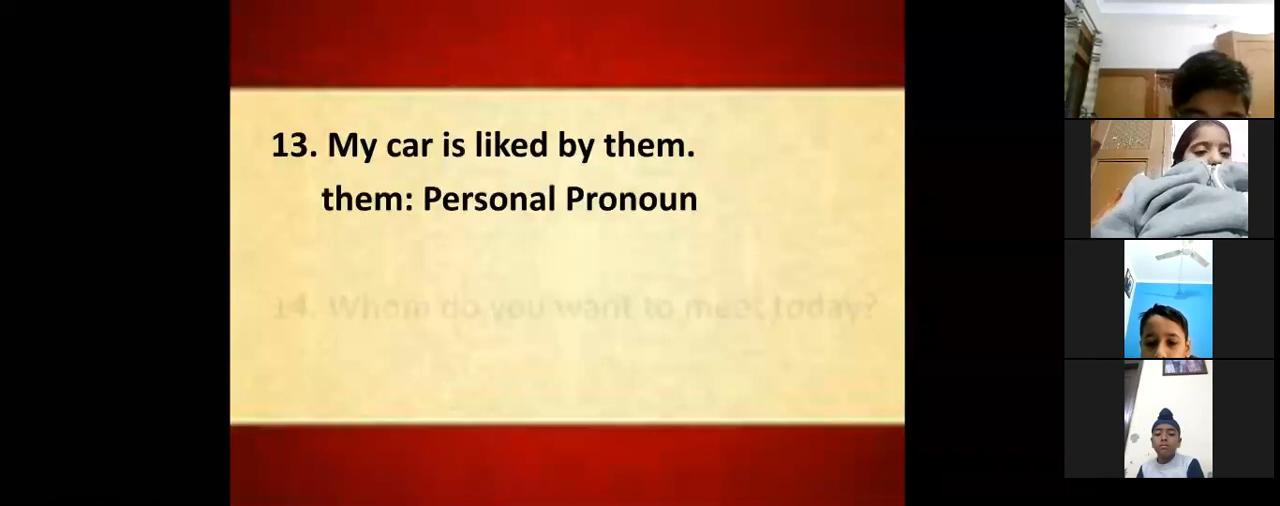 13. My car is liked by them.
them: Personal Pronoun
14. Whom do you want to meet today?